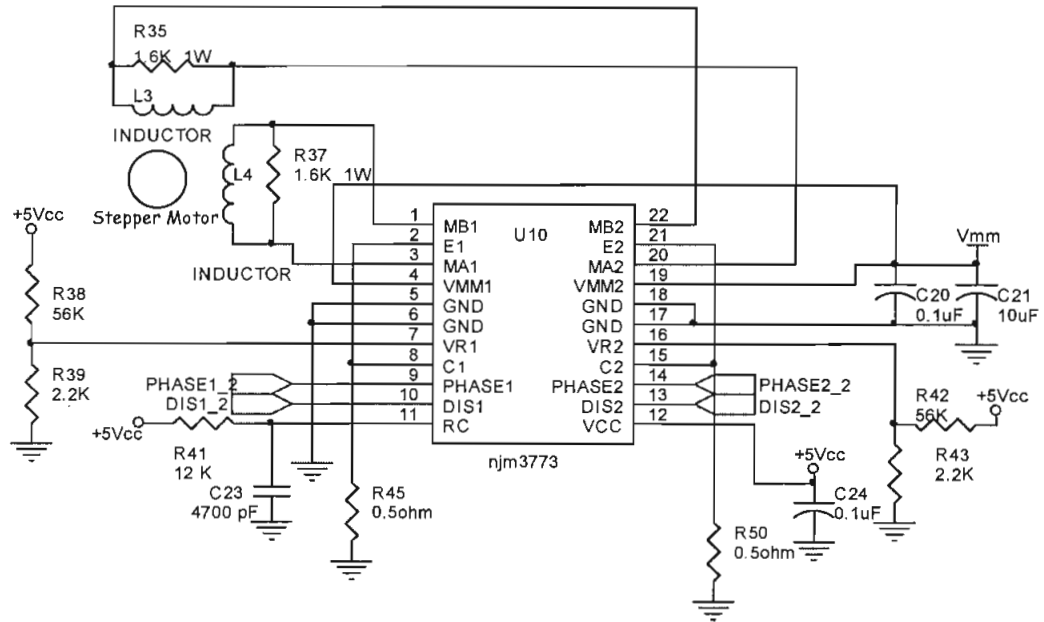 R35
1.6K 1W
L3
INDUCTOR
L4
R37
1.6K 1W
Stepper Motor
INDUCTOR
+5Vcc
R38
56K
R39
2.2K
PHASE1_2
DIS1_2
+5Vcc
R41
12 K
C23
4700 pF
R45
0.5ohm
U10
1 MB1
2 E1
3 MA1
4 VMM1
5 GND
6 GND
7 VR1
8 C1
9 PHASE1
10 DIS1
11 RC
MB2 22
E2 21
MA2 20
VMM2 19
GND 18
GND 17
VR2 16
C2 15
PHASE2 14
DIS2 13
VCC 12
njm3773
Vmm
C20
0.1uF
C21
10uF
PHASE2_2
DIS2_2
R42
56K
+5Vcc
R43
2.2K
+5Vcc
C24
0.1uF
R50
0.5ohm